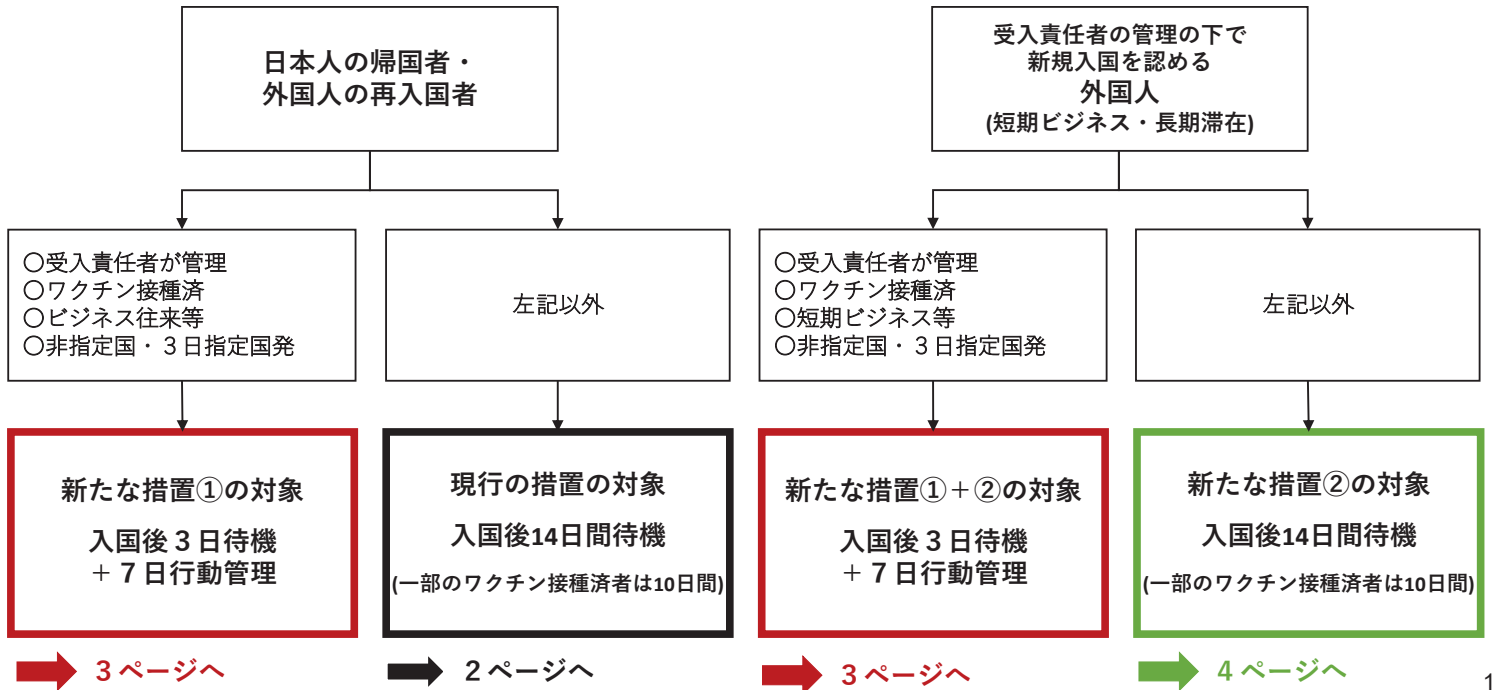 日本人の帰国者・
外国人の再入国者
受入責任者の管理の下で
新規入国を認める
外国人
(短期ビジネス・長期滞在)
○受入責任者が管理
○ワクチン接種済
○ビジネス往来等
○非指定国・３日指定国発
左記以外
○受入責任者が管理
○ワクチン接種済
○短期ビジネス等
○非指定国・３日指定国発
左記以外
新たな措置①の対象
入国後３日待機
＋７日行動管理
現行の措置の対象
入国後14日間待機
(一部のワクチン接種済者は10日間)
新たな措置①＋②の対象
入国後３日待機
＋７日行動管理
新たな措置②の対象
入国後14日間待機
(一部のワクチン接種済者は10日間)
３ページへ
２ページへ
３ページへ
４ページへ
1